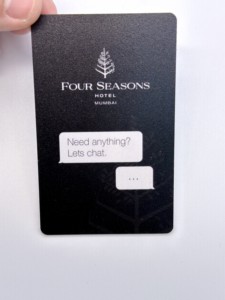 FOUR SEASONS
HOTEL
MUMBAI
Need anything?
Lets chat.
...